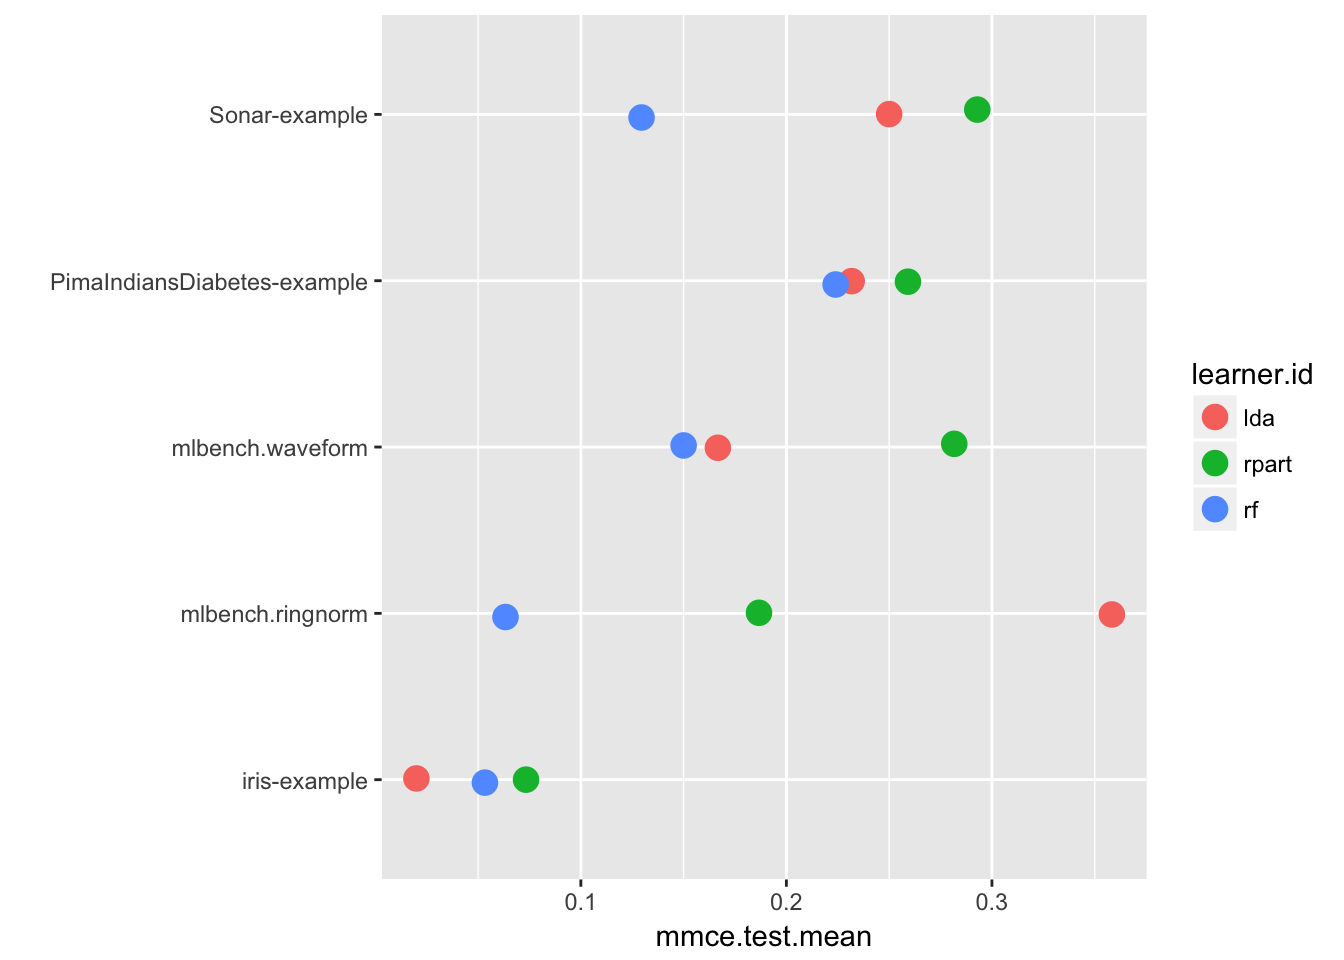 Sonar-example
PimaIndiansDiabetes-example
mlbench.waveform
mlbench.ringnorm
iris-example
0.1 0.2 0.3
mmce.test.mean
learner.id
lda
rpart
rf